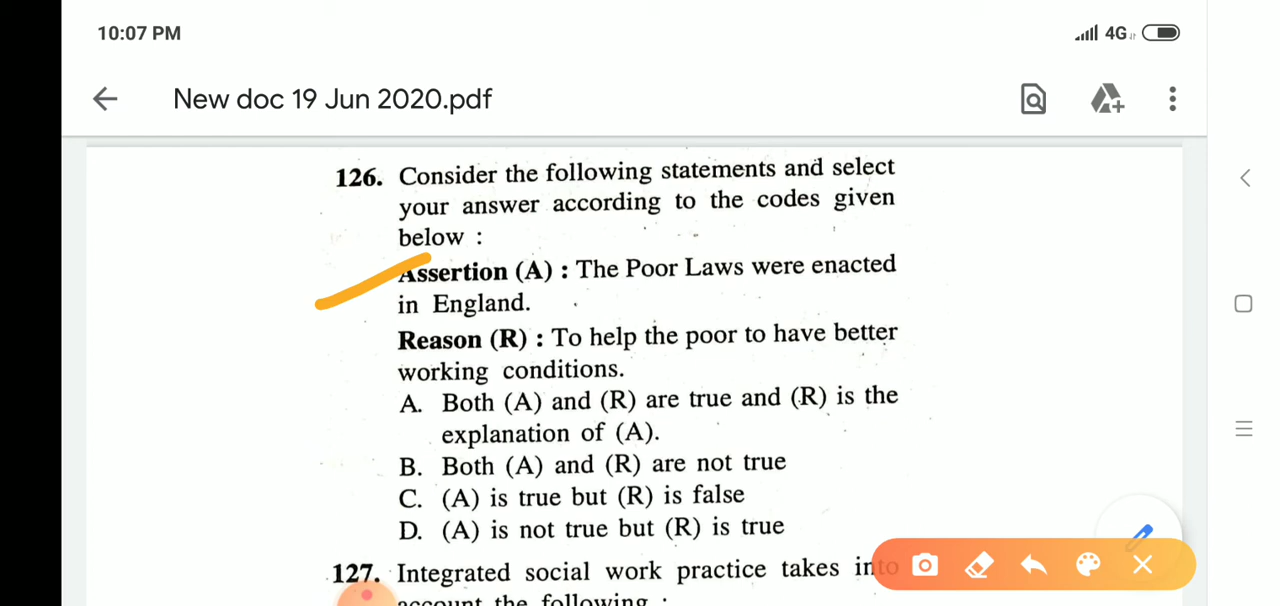 10:07 PM
4G
New doc 19 Jun 2020.pdf
126. Consider the following statements and select
your answer according to the codes given
below :
Assertion (A) : The Poor Laws were enacted
in England.
Reason (R) : To help the poor to have better
working conditions.
A. Both (A) and (R) are true and (R) is the
explanation of (A).
B. Both (A) and (R) are not true
C. (A) is true but (R) is false
D. (A) is not true but (R) is true
127. Integrated social work practice takes into
account the following :